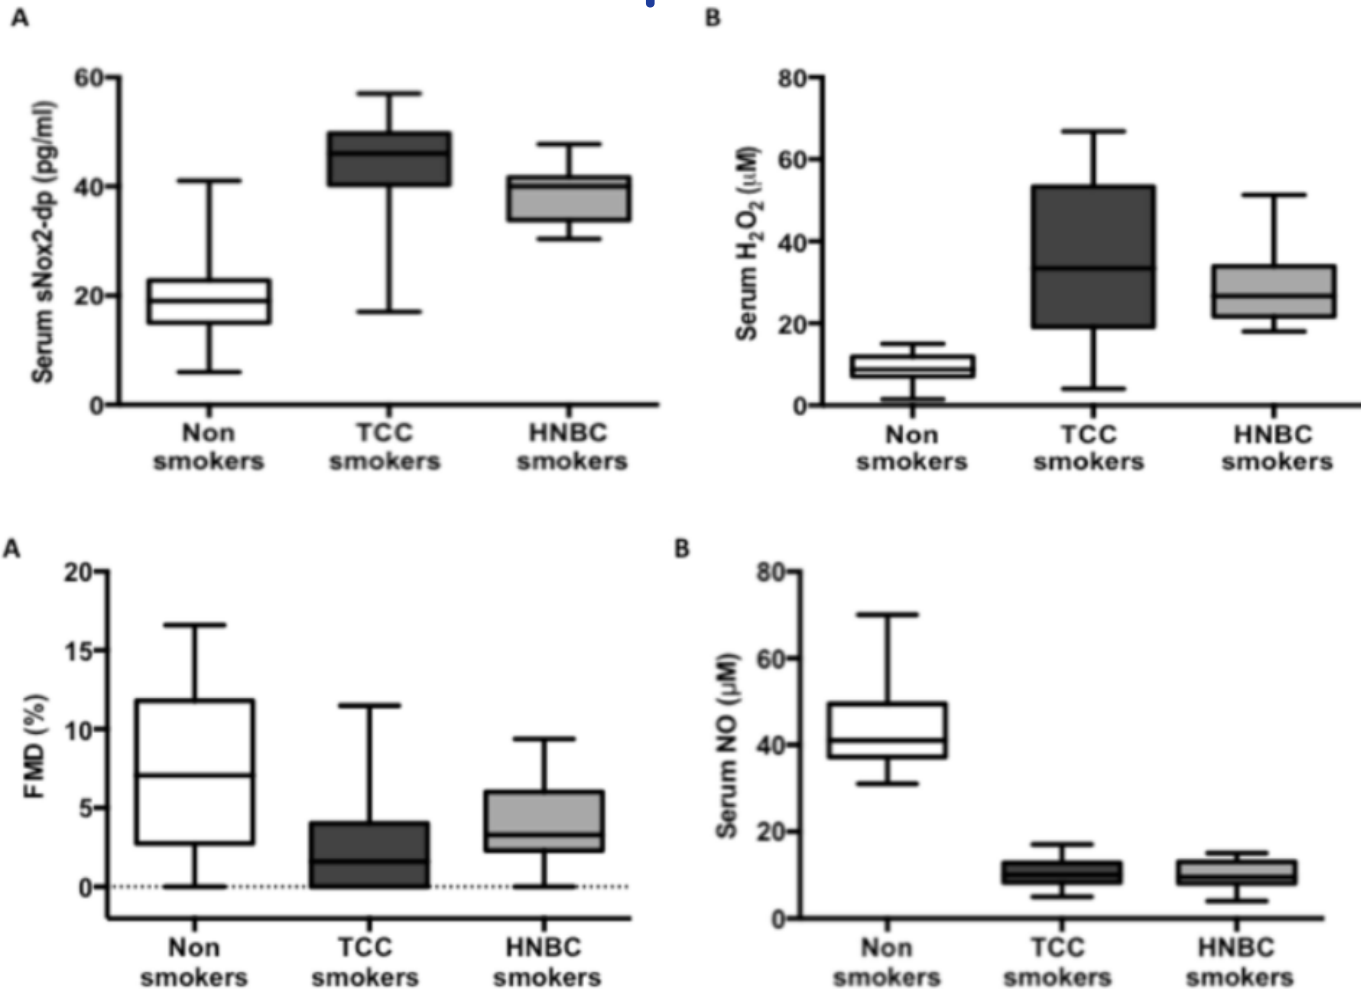 A
B
60
40
20
0
Serum sNox2-dp (pg/ml)
Non
smokers
TCC
smokers
HNBC
smokers
80
60
40
20
0
Serum H2O2 (μM)
Non
smokers
TCC
smokers
HNBC
smokers
A
B
20
15
10
5
0
FMD (%)
Non
smokers
TCC
smokers
HNBC
smokers
80
60
40
20
0
Serum NO (μM)
Non
smokers
TCC
smokers
HNBC
smokers